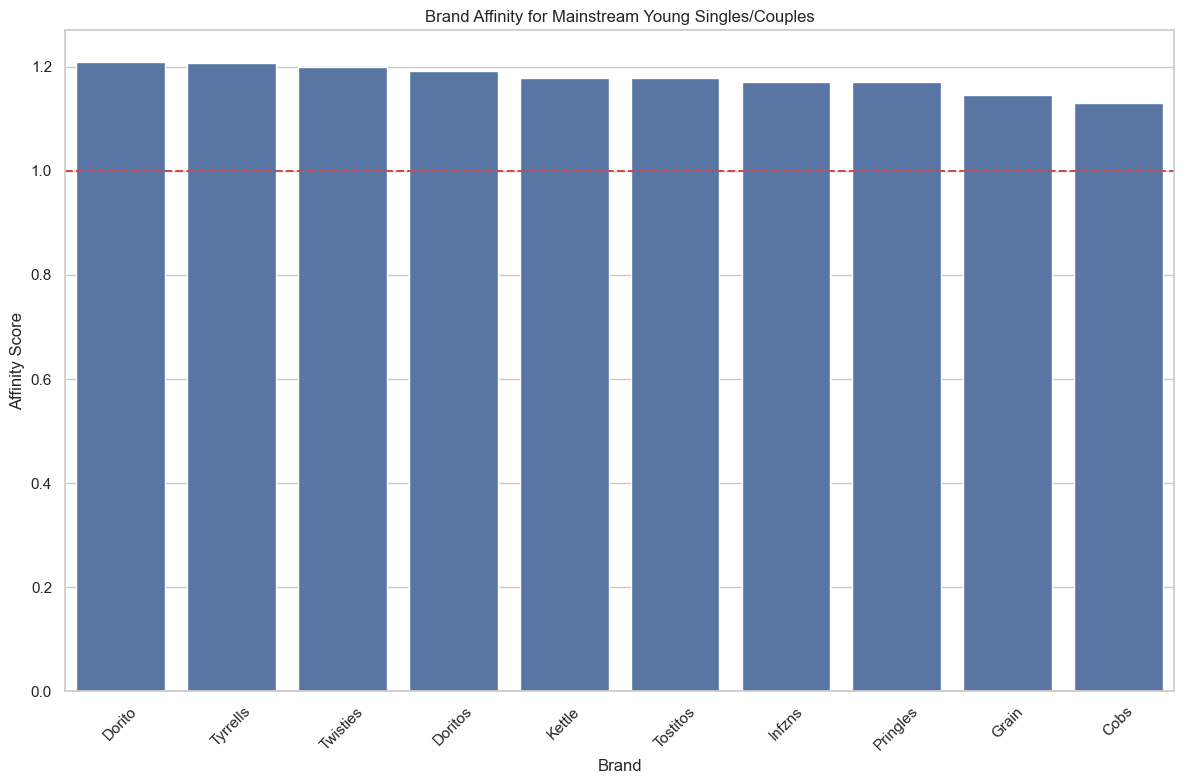 Brand Affinity for Mainstream Young Singles/Couples
Affinity Score
1.2
1.0
0.8
0.6
0.4
0.2
0.0
Dorito
Tyrrells
Twisties
Doritos
Kettle
Tostitos
Infzns
Pringles
Grain
Cobs
Brand